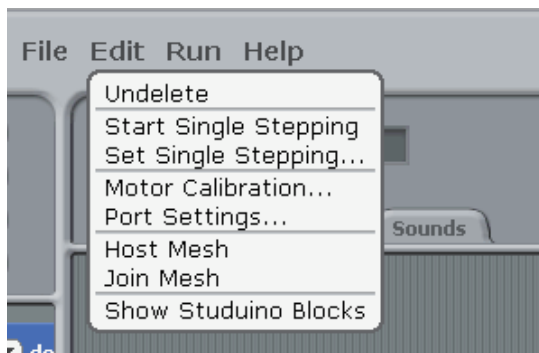 File Edit Run Help
Undelete
Start Single Stepping
Set Single Stepping...
Motor Calibration...
Port Settings...
Sounds
Host Mesh
Join Mesh
Show Studuino Blocks